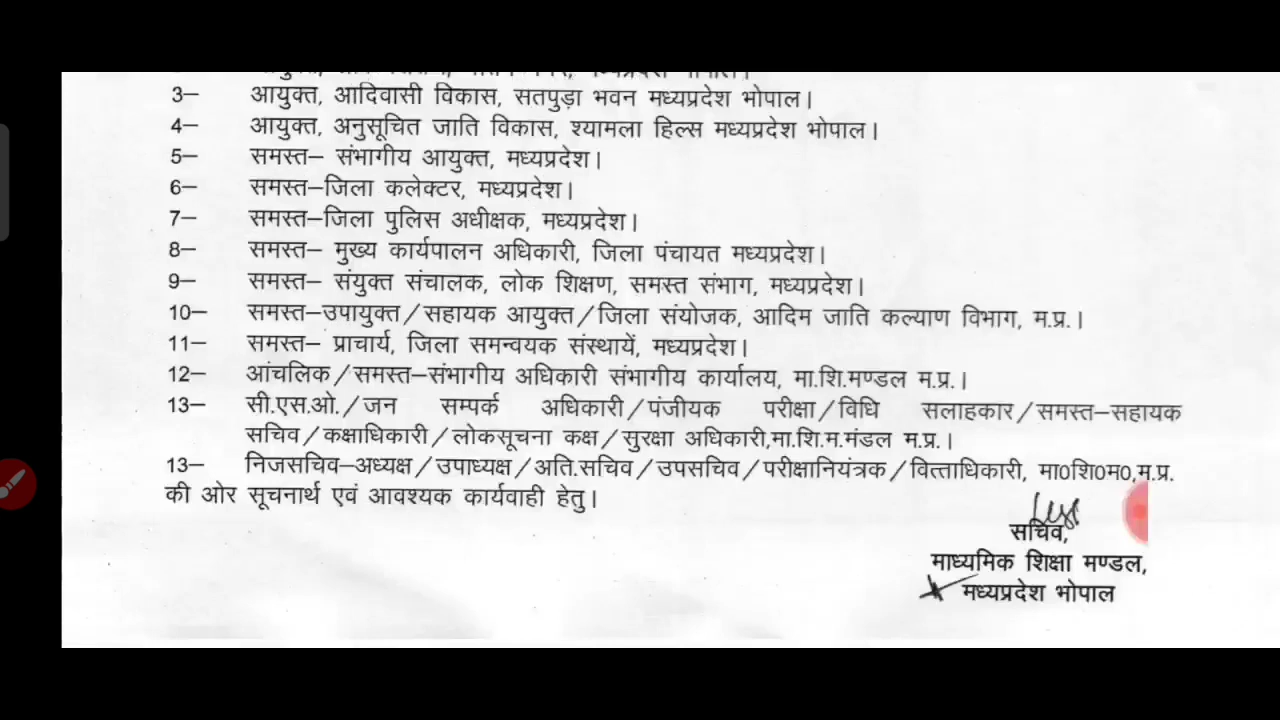 3— आयुक्त, आदिवासी विकास, सतपुड़ा भवन मध्यप्रदेश भोपाल।
4— आयुक्त, अनुसूचित जाति विकास, श्यामला हिल्स मध्यप्रदेश भोपाल।
5— समस्त— संभागीय आयुक्त, मध्यप्रदेश।
6— समस्त—जिला कलेक्टर, मध्यप्रदेश।
7— समस्त—जिला पुलिस अधीक्षक, मध्यप्रदेश।
8— समस्त— मुख्य कार्यपालन अधिकारी, जिला पंचायत मध्यप्रदेश।
9— समस्त— संयुक्त संचालक, लोक शिक्षण, समस्त संभाग, मध्यप्रदेश।
10— समस्त—उपायुक्त/सहायक आयुक्त/जिला संयोजक, आदिम जाति कल्याण विभाग, म.प्र.।
11— समस्त— प्राचार्य, जिला समन्वयक संस्थायें, मध्यप्रदेश।
12— आंचलिक/समस्त—संभागीय अधिकारी संभागीय कार्यालय, मा.शि.मण्डल म.प्र.।
13— सी.एस.ओ./जन सम्पर्क अधिकारी/पंजीयक परीक्षा/विधि सलाहकार/समस्त—सहायक
सचिव/कक्षाधिकारी/लोकसूचना कक्ष/सुरक्षा अधिकारी,मा.शि.म.मंडल म.प्र.।
13— निजसचिव—अध्यक्ष/उपाध्यक्ष/अति.सचिव/उपसचिव/परीक्षानियंत्रक/वित्ताधिकारी, मा0शि0म0,म.प्र.
की ओर सूचनार्थ एवं आवश्यक कार्यवाही हेतु।
सचिव,
माध्यमिक शिक्षा मण्डल,
मध्यप्रदेश भोपाल